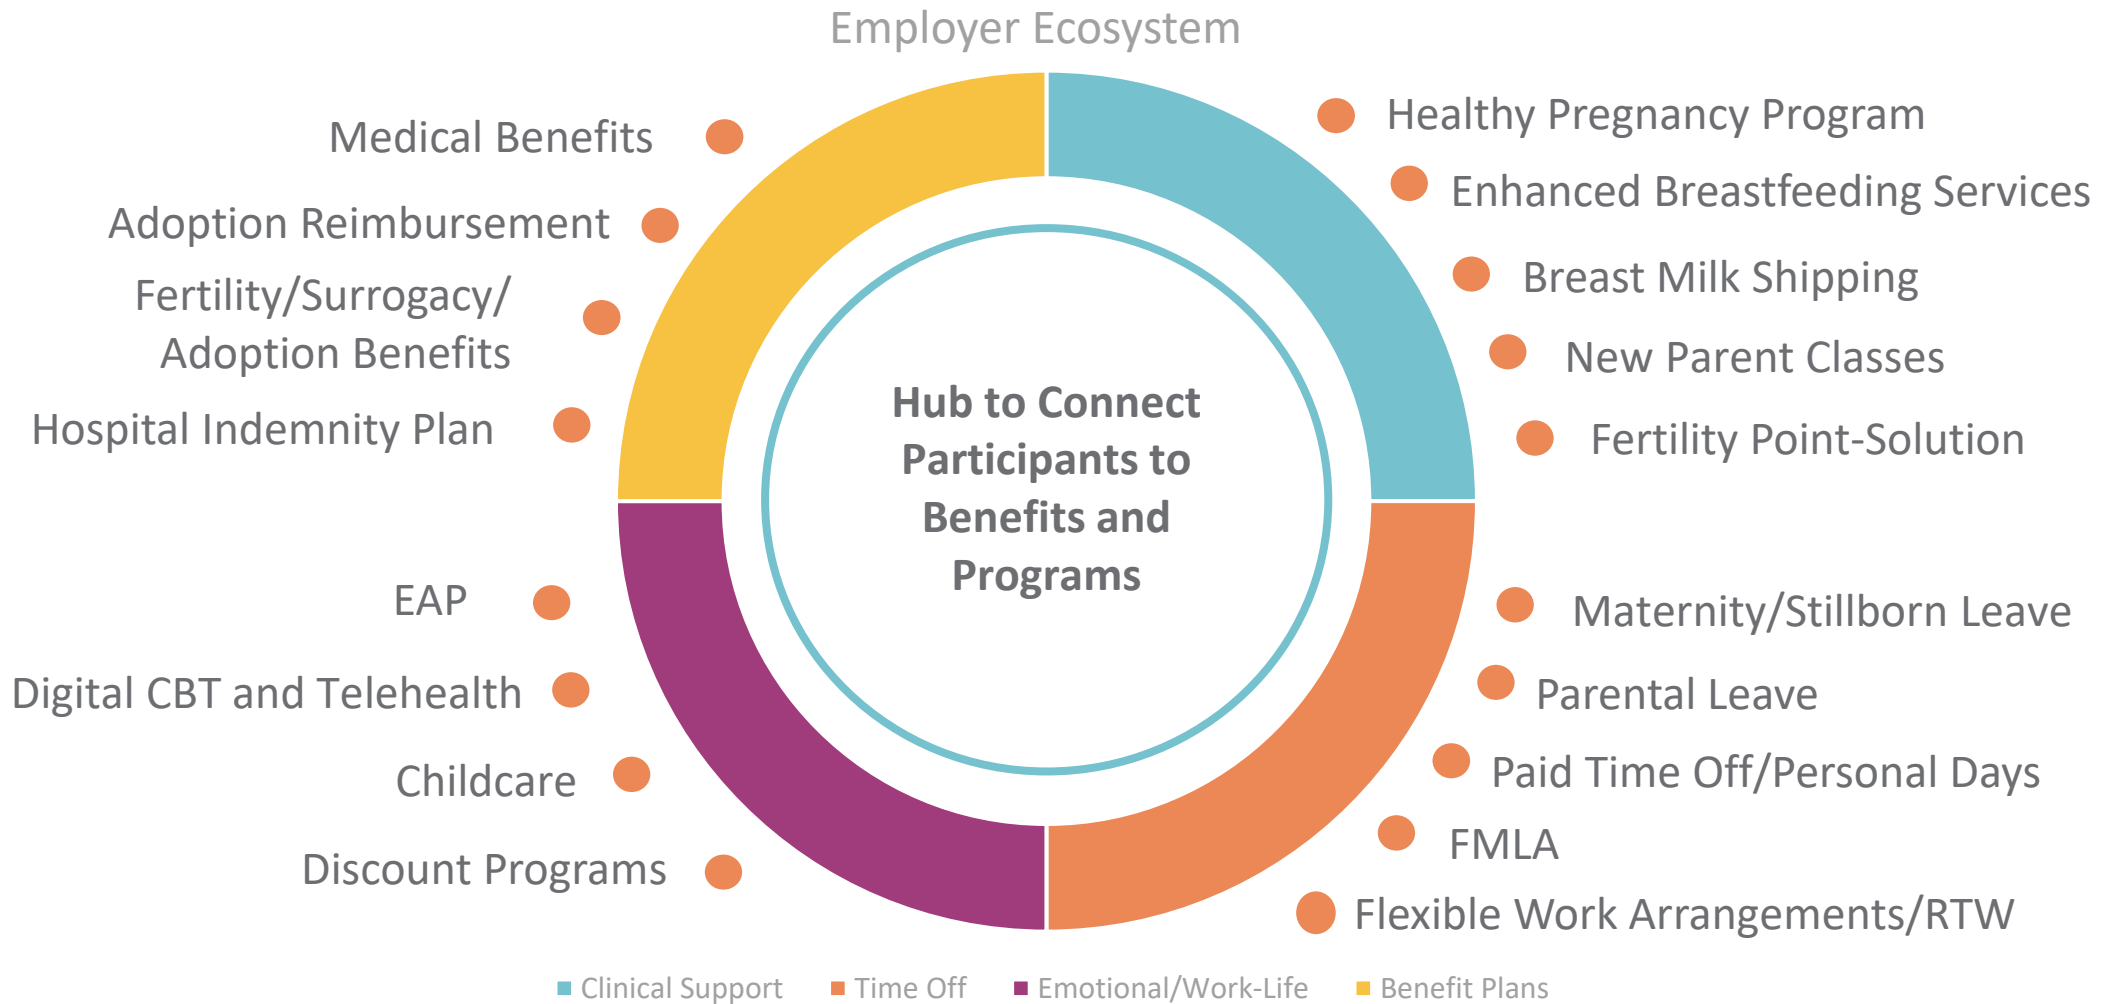 Employer Ecosystem
Medical Benefits
Adoption Reimbursement
Fertility/Surrogacy/
Adoption Benefits
Hospital Indemnity Plan
Healthy Pregnancy Program
Enhanced Breastfeeding Services
Breast Milk Shipping
New Parent Classes
Fertility Point-Solution
Hub to Connect
Participants to
Benefits and
Programs
EAP
Digital CBT and Telehealth
Childcare
Discount Programs
Maternity/Stillborn Leave
Parental Leave
Paid Time Off/Personal Days
FMLA
Flexible Work Arrangements/RTW
Clinical Support
Time Off
Emotional/Work-Life
Benefit Plans